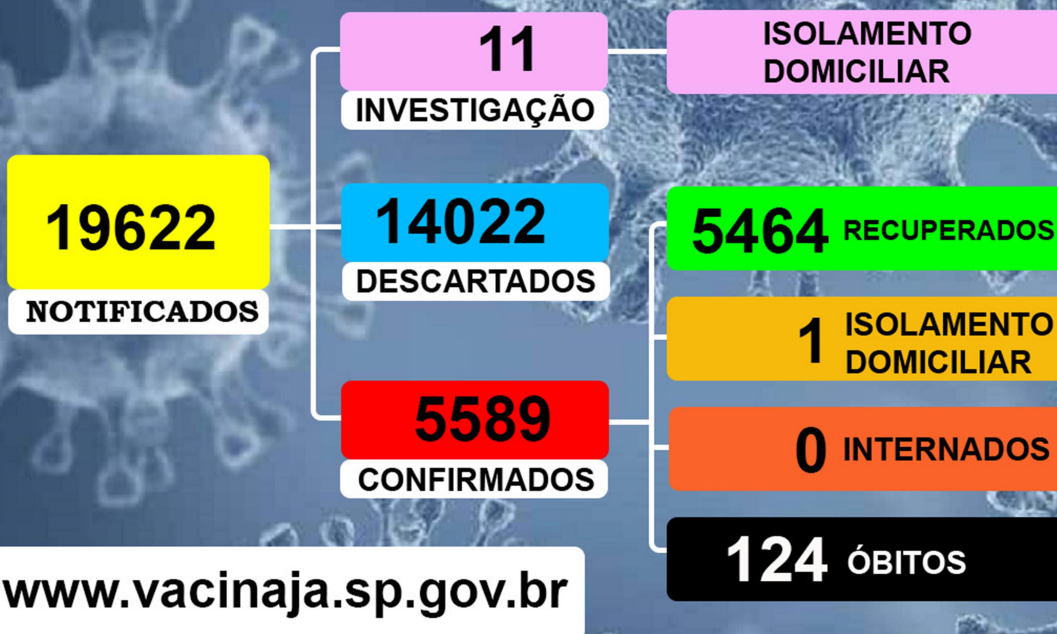 11
INVESTIGAÇÃO
ISOLAMENTO
DOMICILIAR
19622
NOTIFICADOS
14022
DESCARTADOS
5464 RECUPERADOS
1 ISOLAMENTO
DOMICILIAR
5589
CONFIRMADOS
0 INTERNADOS
124 ÓBITOS
www.vacinaja.sp.gov.br